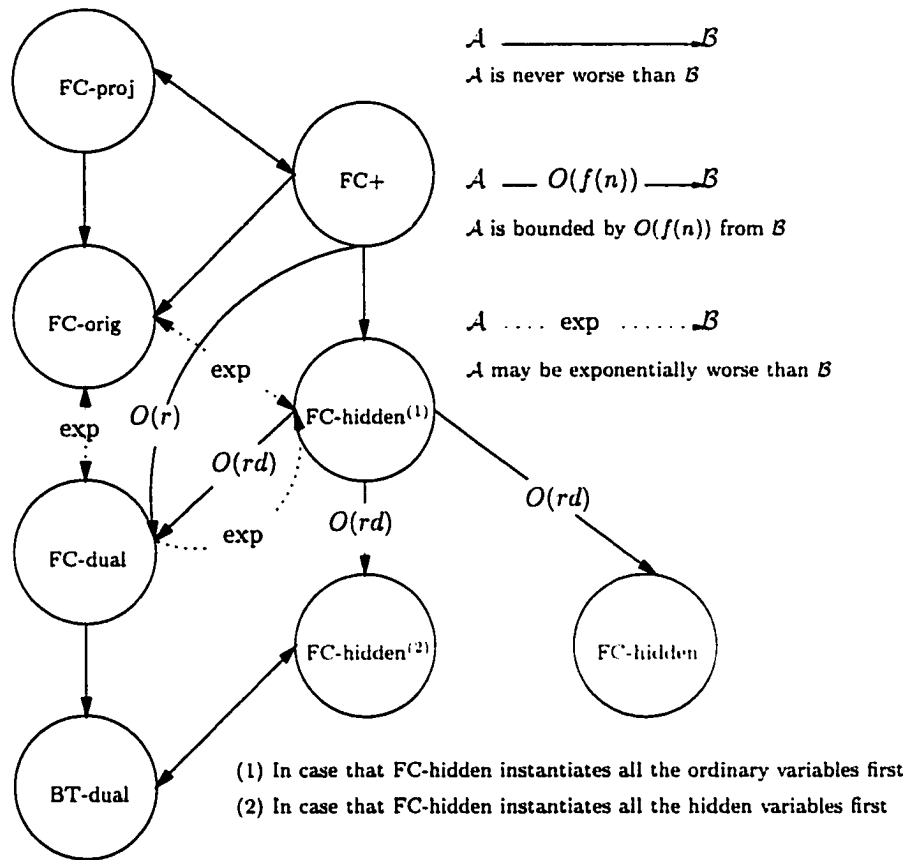 FC-proj
FC+
FC-orig
FC-hidden⁽¹⁾
FC-dual
FC-hidden⁽²⁾
FC-hidden
BT-dual
exp
exp
O(r)
O(rd)
exp
O(rd)
O(rd)
𝒜 ℬ
𝒜 is never worse than ℬ
𝒜 O(f(n)) ℬ
𝒜 is bounded by O(f(n)) from ℬ
𝒜 .... exp ...... ℬ
𝒜 may be exponentially worse than ℬ
(1) In case that FC-hidden instantiates all the ordinary variables first
(2) In case that FC-hidden instantiates all the hidden variables first